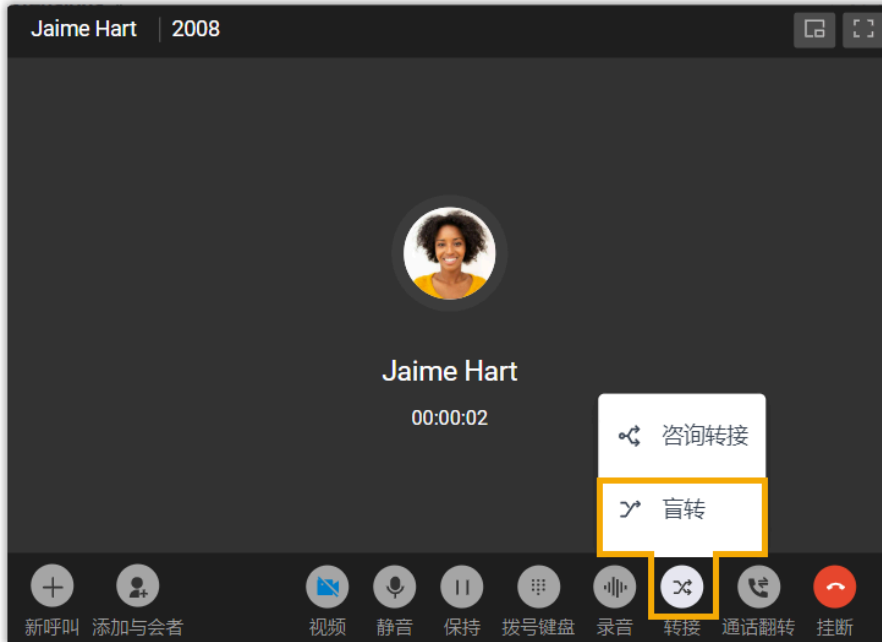 Jaime Hart 2008
Jaime Hart
00:00:02
咨询转接
盲转
新呼叫 添加与会者 视频 静音 保持 拨号键盘 录音 转接 通话翻转 挂断